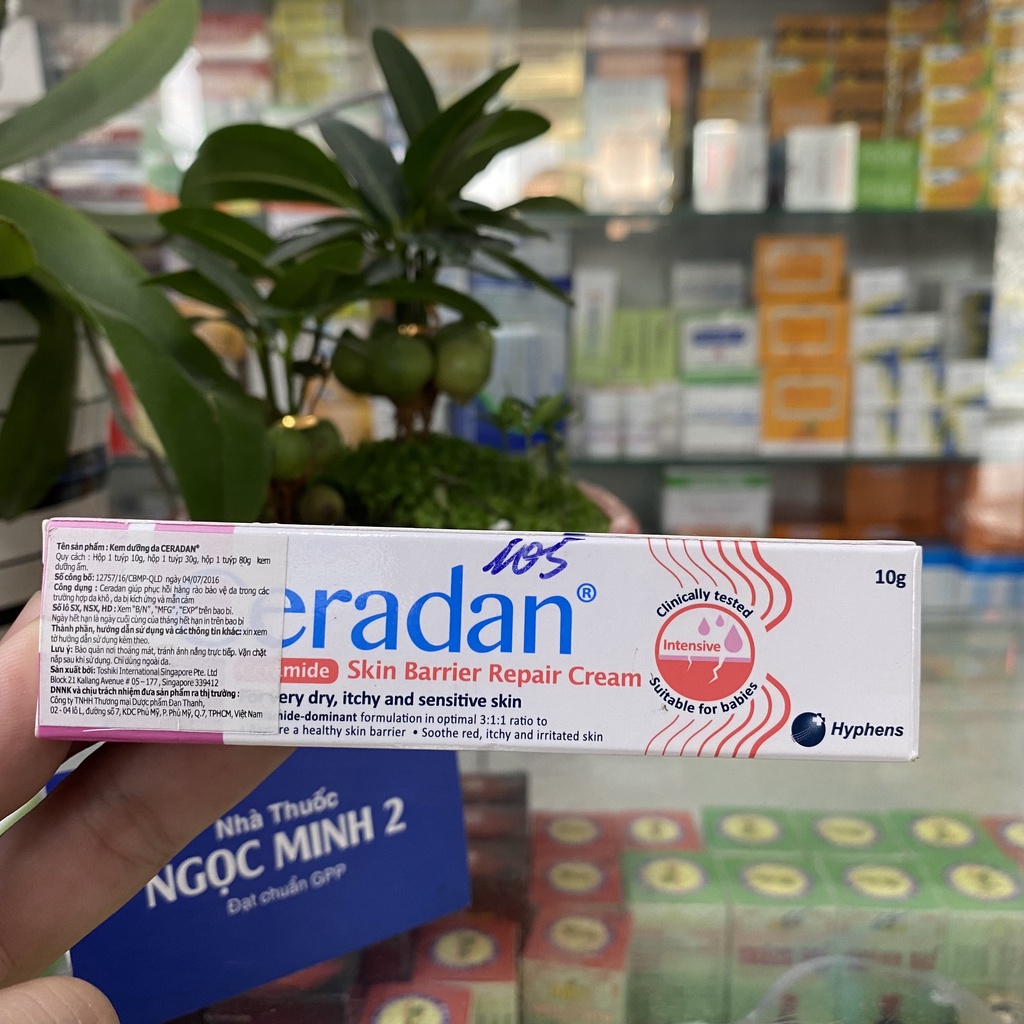 Tên sản phẩm : Kem dưỡng da CERADAN®
Quy cách : Hộp 1 tuýp 10g, hộp 1 tuýp 30g, hộp 1 tuýp 80g kem
dưỡng ẩm.
Số công bố: 12757/16/CBMP-QLD ngày 04/07/2016
Công dụng : Ceradan giúp phục hồi hàng rào bảo vệ da trong các
trường hợp da khô, da bị kích ứng và mẫn cảm
Số lô SX, NSX, HD : Xem "B/N", "MFG", "EXP" trên bao bì.
Ngày hết hạn là ngày cuối cùng của tháng hết hạn in trên bao bì
Thành phần, hướng dẫn sử dụng và các thông tin khác: xin xem
tờ hướng dẫn sử dụng kèm theo.
Lưu ý: Bảo quản nơi thoáng mát, tránh ánh nắng trực tiếp. Vặn chặt
nắp sau khi sử dụng. Chỉ dùng ngoài da.
Sản xuất bởi: Toshiki International Singapore Pte. Ltd
Block 21 Kallang Avenue # 05 – 177, Singapore 339412
DNNK và chịu trách nhiệm đưa sản phẩm ra thị trường :
Công ty TNHH Thương mại Dược phẩm Đan Thanh,
02 - 04 lô L, đường số 7, KDC Phú Mỹ, P. Phú Mỹ, Q.7, TPHCM, Việt Nam
105
eradan®
amide Skin Barrier Repair Cream
ery dry, itchy and sensitive skin
mide-dominant formulation in optimal 3:1:1 ratio to
re a healthy skin barrier • Soothe red, itchy and irritated skin
Clinically tested
Intensive
Suitable for babies
10g
Hyphens
Nhà Thuốc
NGỌC MINH 2
Đạt chuẩn GPP